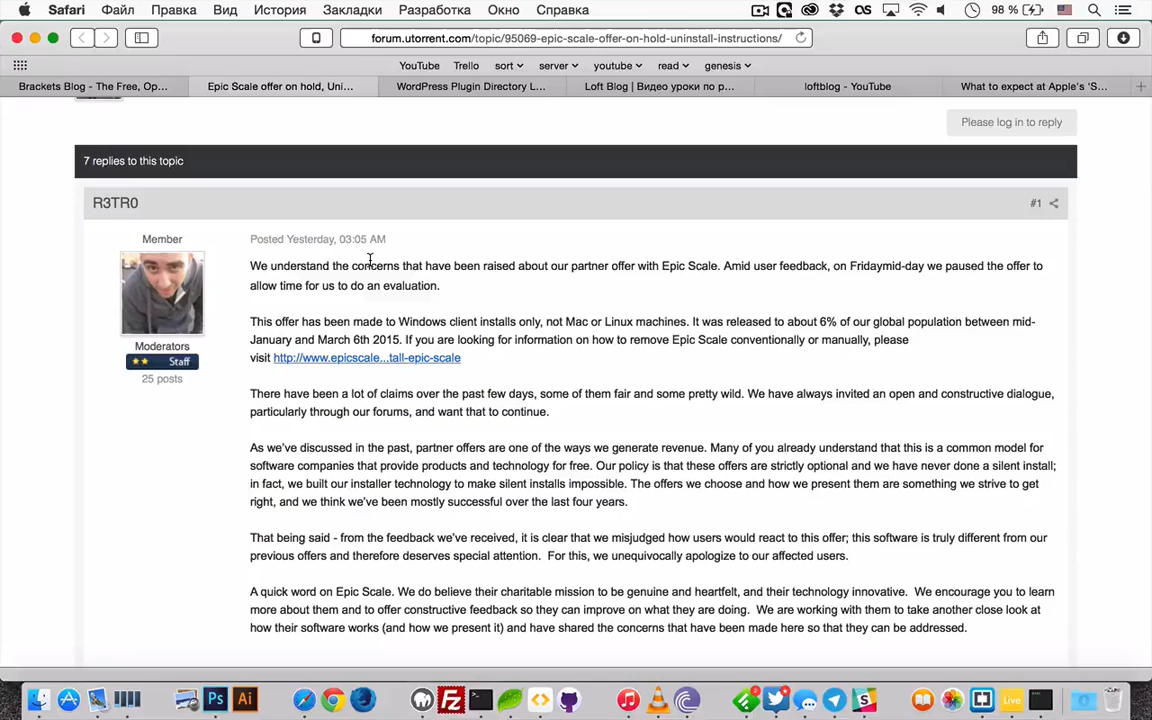 Safari Файл Правка Вид История Закладки Разработка Окно Справка 98 %
forum.utorrent.com/topic/95069-epic-scale-offer-on-hold-uninstall-instructions/
YouTube Trello sort server youtube read genesis
Brackets Blog - The Free, Op... Epic Scale offer on hold, Uni... WordPress Plugin Directory L... Loft Blog | Видео уроки по р... loftblog - YouTube What to expect at Apple's 'S...
Please log in to reply
7 replies to this topic
R3TR0 #1
Member
Posted Yesterday, 03:05 AM
We understand the concerns that have been raised about our partner offer with Epic Scale. Amid user feedback, on Fridaymid-day we paused the offer to
allow time for us to do an evaluation.
This offer has been made to Windows client installs only, not Mac or Linux machines. It was released to about 6% of our global population between mid-
January and March 6th 2015. If you are looking for information on how to remove Epic Scale conventionally or manually, please
visit http://www.epicscale...tall-epic-scale
Moderators
Staff
25 posts
There have been a lot of claims over the past few days, some of them fair and some pretty wild. We have always invited an open and constructive dialogue,
particularly through our forums, and want that to continue.
As we've discussed in the past, partner offers are one of the ways we generate revenue. Many of you already understand that this is a common model for
software companies that provide products and technology for free. Our policy is that these offers are strictly optional and we have never done a silent install;
in fact, we built our installer technology to make silent installs impossible. The offers we choose and how we present them are something we strive to get
right, and we think we've been mostly successful over the last four years.
That being said - from the feedback we've received, it is clear that we misjudged how users would react to this offer; this software is truly different from our
previous offers and therefore deserves special attention. For this, we unequivocally apologize to our affected users.
A quick word on Epic Scale. We do believe their charitable mission to be genuine and heartfelt, and their technology innovative. We encourage you to learn
more about them and to offer constructive feedback so they can improve on what they are doing. We are working with them to take another close look at
how their software works (and how we present it) and have shared the concerns that have been made here so that they can be addressed.
Ps Ai Fz Live